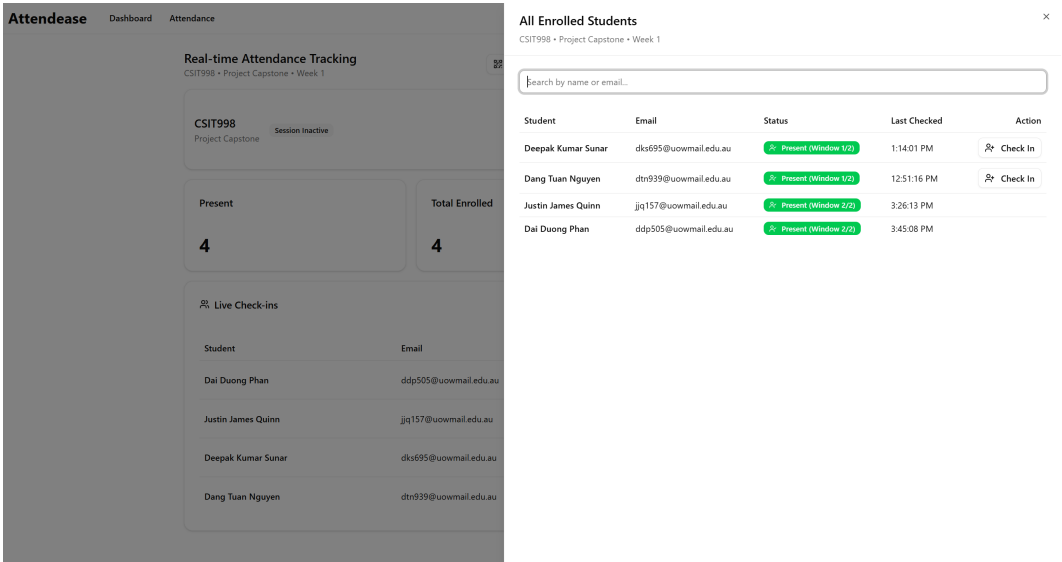 Attendease Dashboard Attendance
Real-time Attendance Tracking
CSIT998 • Project Capstone • Week 1
CSIT998
Project Capstone
Session Inactive
Present
4
Total Enrolled
4
Live Check-ins
Student Email
Dai Duong Phan ddp505@uowmail.edu.au
Justin James Quinn jjq157@uowmail.edu.au
Deepak Kumar Sunar dks695@uowmail.edu.au
Dang Tuan Nguyen dtn939@uowmail.edu.au
All Enrolled Students
CSIT998 • Project Capstone • Week 1
Search by name or email...
Student Email Status Last Checked Action
Deepak Kumar Sunar dks695@uowmail.edu.au Present (Window 1/2) 1:14:01 PM Check In
Dang Tuan Nguyen dtn939@uowmail.edu.au Present (Window 1/2) 12:51:16 PM Check In
Justin James Quinn jjq157@uowmail.edu.au Present (Window 2/2) 3:26:13 PM
Dai Duong Phan ddp505@uowmail.edu.au Present (Window 2/2) 3:45:08 PM